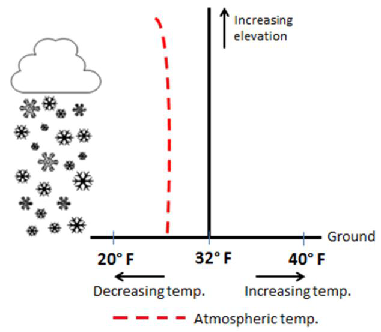 Increasing
elevation
Ground
20° F
32° F
40° F
Decreasing temp.
Increasing temp.
Atmospheric temp.